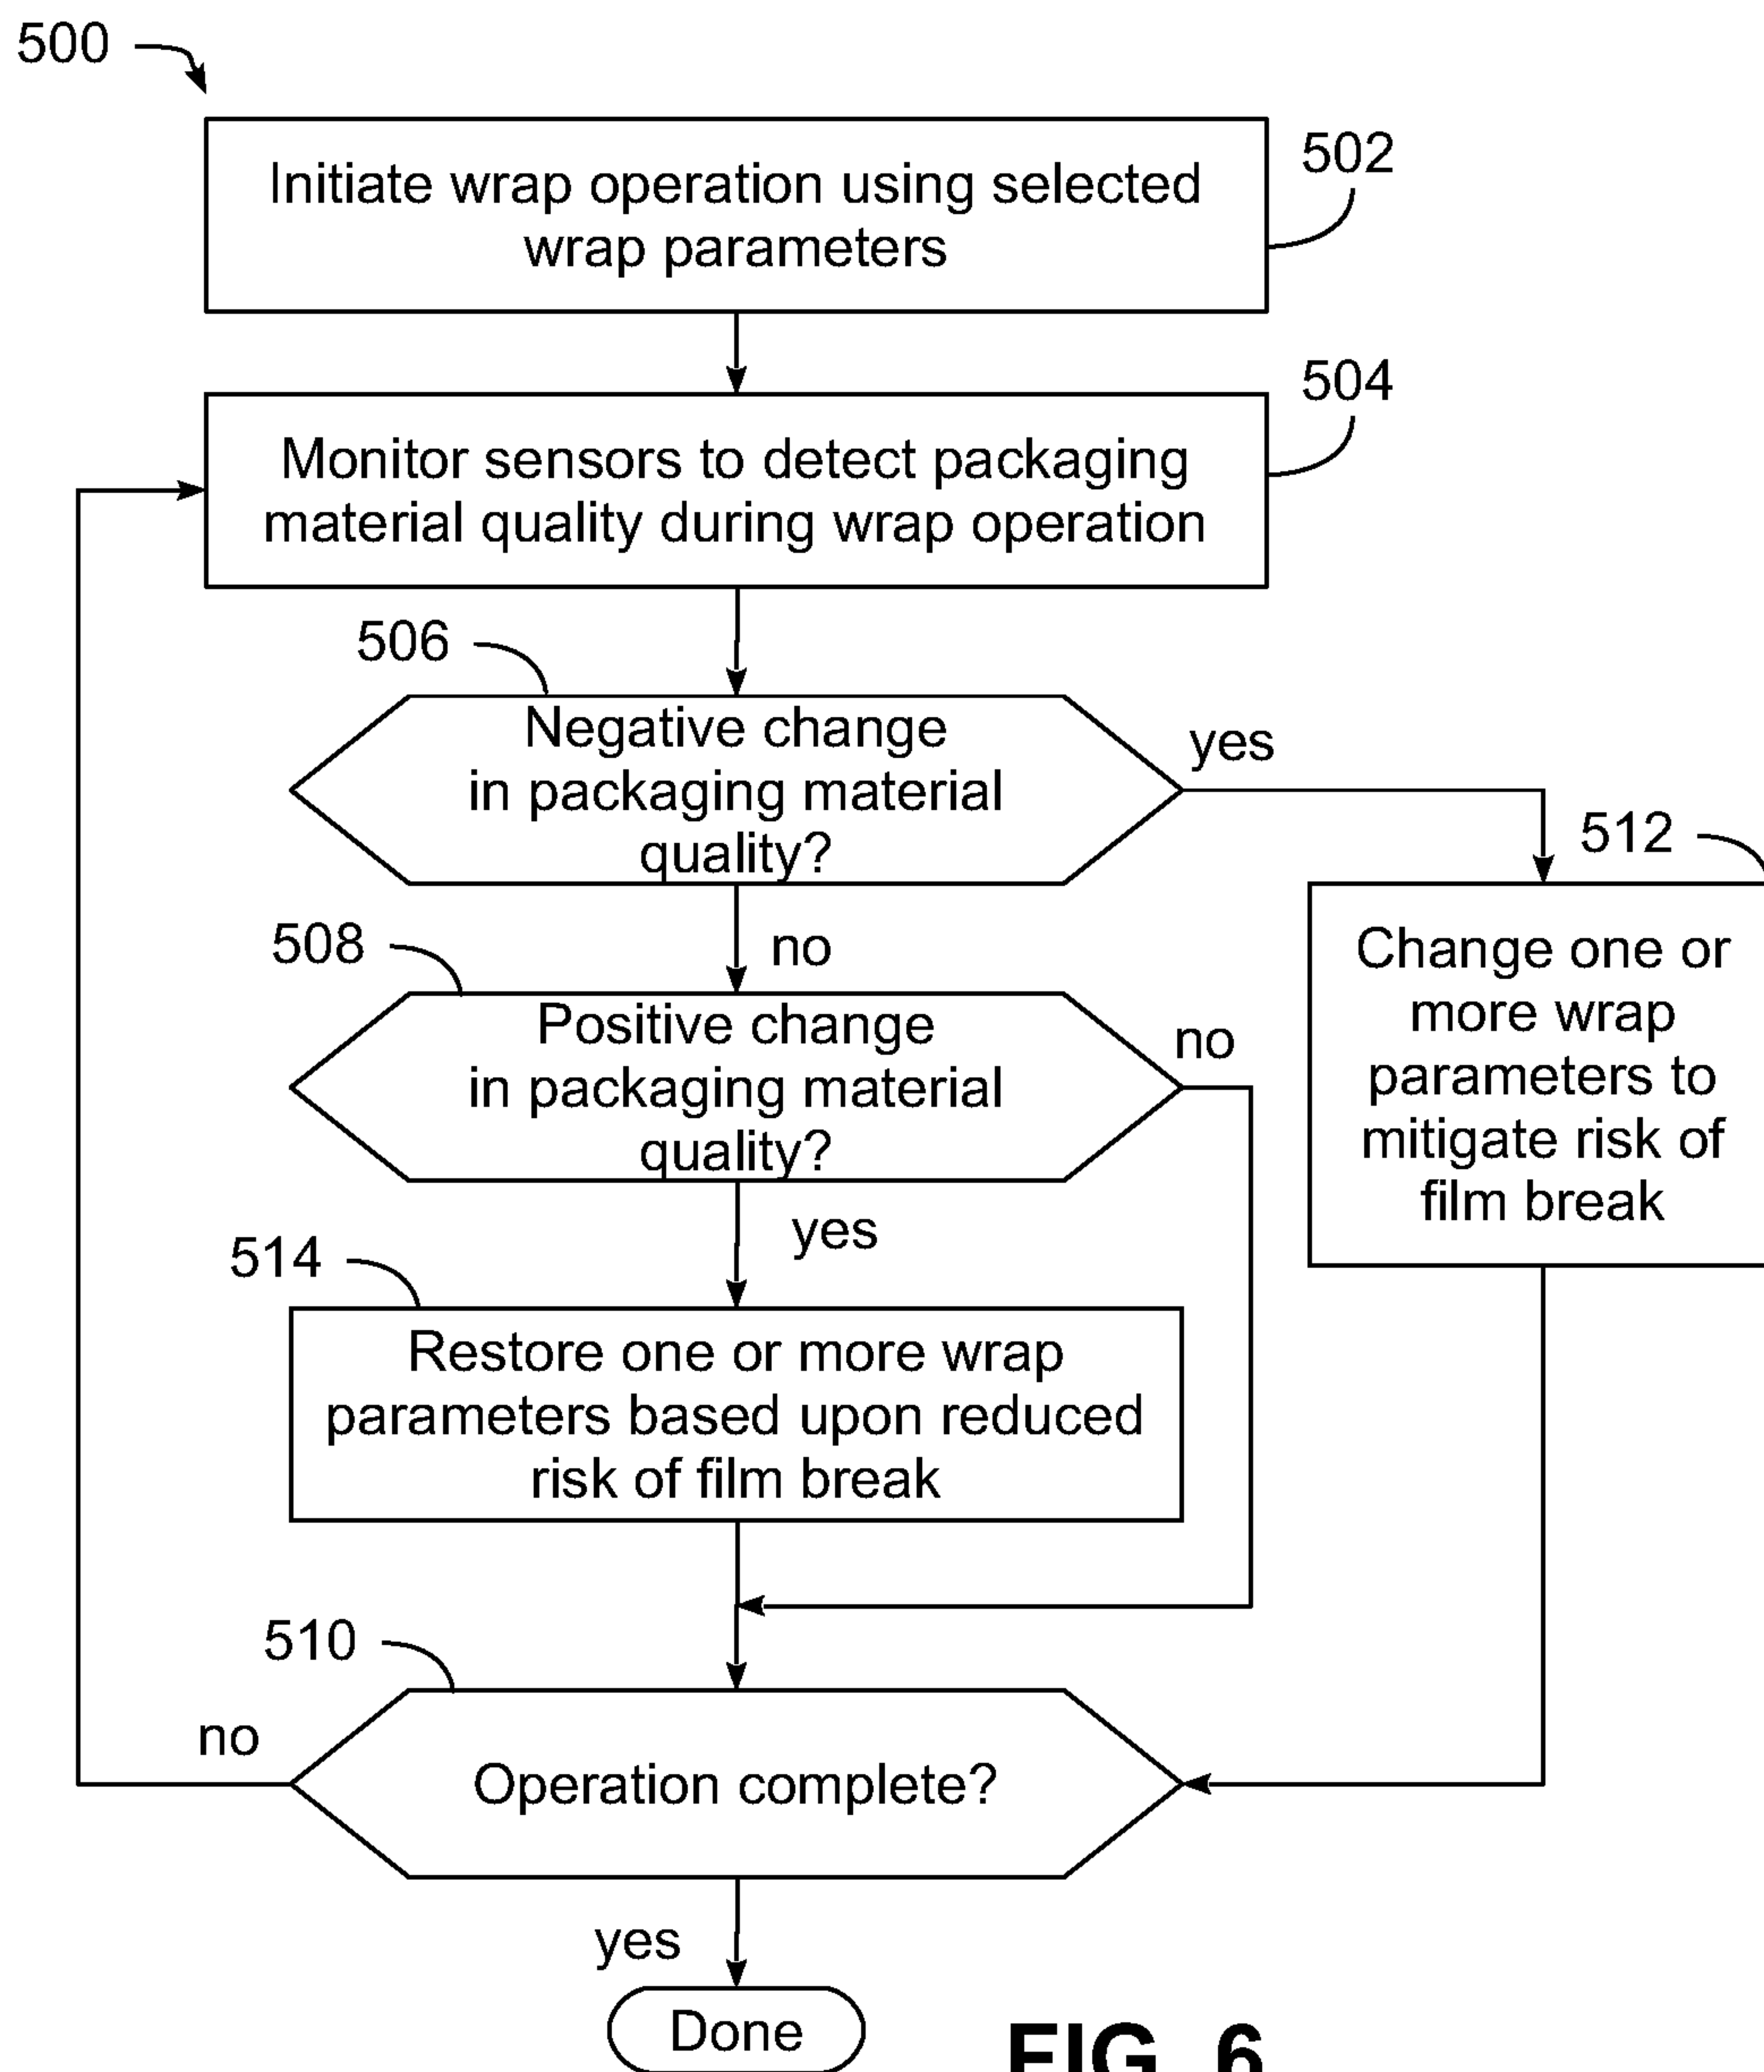 500
Initiate wrap operation using selected
wrap parameters
502
Monitor sensors to detect packaging
material quality during wrap operation
504
506
Negative change
in packaging material
quality?
yes
512
Change one or
more wrap
parameters to
mitigate risk of
film break
no
508
Positive change
in packaging material
quality?
no
yes
514
Restore one or more wrap
parameters based upon reduced
risk of film break
510
no
Operation complete?
yes
Done
FIG. 6